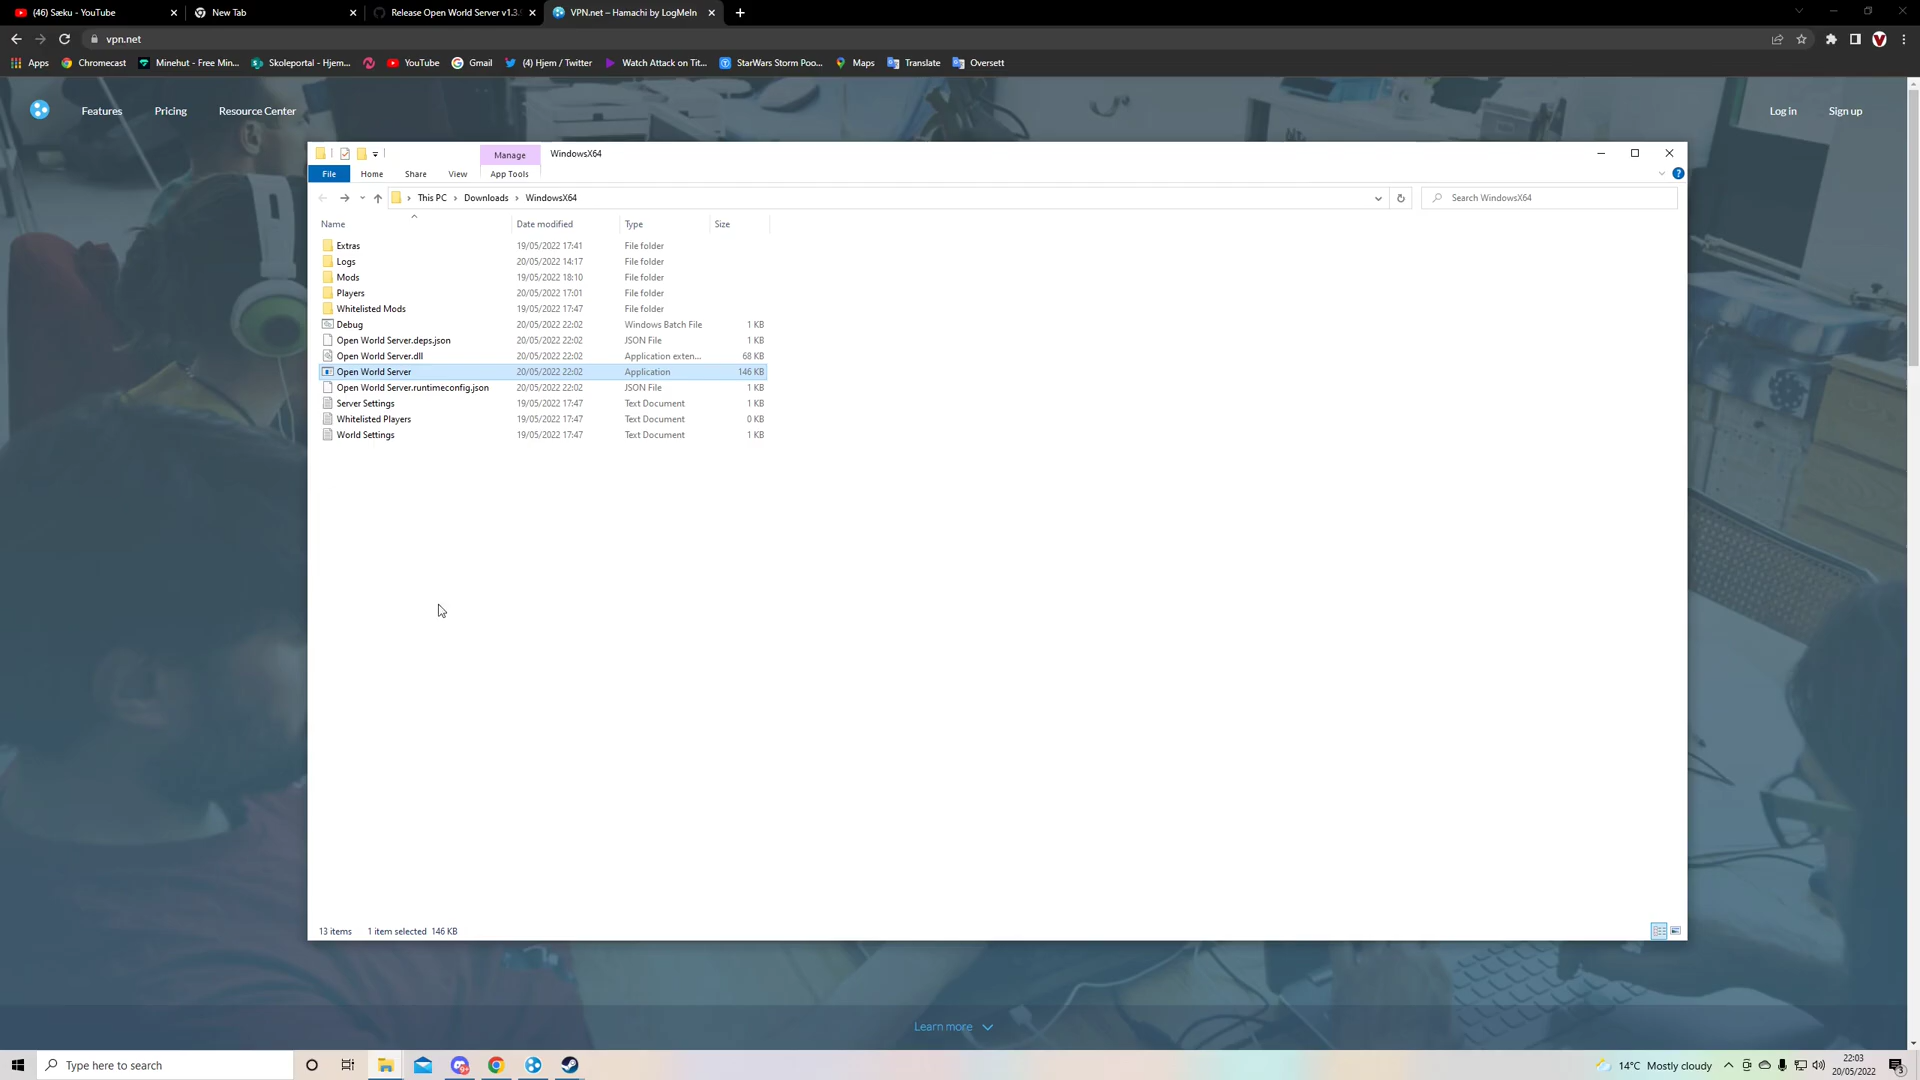 (46) Sæku - YouTube
New Tab
Release Open World Server v1.3.
VPN.net – Hamachi by LogMeIn
vpn.net
Apps
Chromecast
Minehut - Free Min...
Skoleportal - Hjem...
YouTube
Gmail
(4) Hjem / Twitter
Watch Attack on Tit...
StarWars Storm Poo...
Maps
Translate
Oversett
Features
Pricing
Resource Center
Log in
Sign up
Manage
WindowsX64
File
Home
Share
View
App Tools
This PC
Downloads
WindowsX64
Search WindowsX64
Name
Date modified
Type
Size
Extras 19/05/2022 17:41 File folder
Logs 20/05/2022 14:17 File folder
Mods 19/05/2022 18:10 File folder
Players 20/05/2022 17:01 File folder
Whitelisted Mods 19/05/2022 17:47 File folder
Debug 20/05/2022 22:02 Windows Batch File 1 KB
Open World Server.deps.json 20/05/2022 22:02 JSON File 1 KB
Open World Server.dll 20/05/2022 22:02 Application exten... 68 KB
Open World Server 20/05/2022 22:02 Application 146 KB
Open World Server.runtimeconfig.json 20/05/2022 22:02 JSON File 1 KB
Server Settings 19/05/2022 17:47 Text Document 1 KB
Whitelisted Players 19/05/2022 17:47 Text Document 0 KB
World Settings 19/05/2022 17:47 Text Document 1 KB
13 items
1 item selected 146 KB
Learn more
Type here to search
14°C Mostly cloudy
22:03
20/05/2022
3